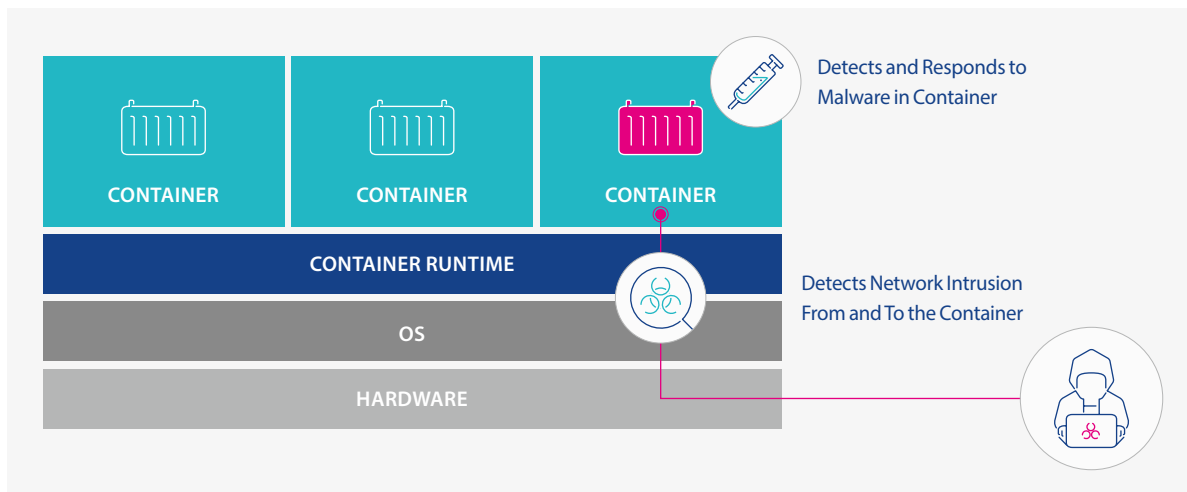 Detects and Responds to
Malware in Container
CONTAINER
CONTAINER
CONTAINER
CONTAINER RUNTIME
Detects Network Intrusion
From and To the Container
OS
HARDWARE